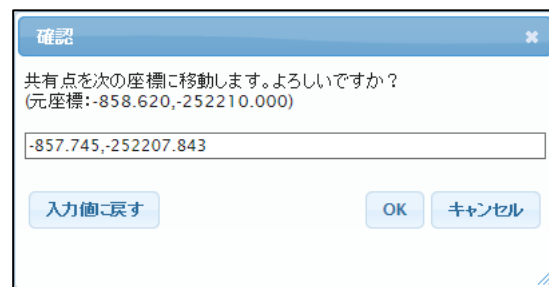 確認
共有点を次の座標に移動します。よろしいですか？
(元座標：-858.620,-252210.000)
-857.745,-252207.843
入力値に戻す
OK
キャンセル